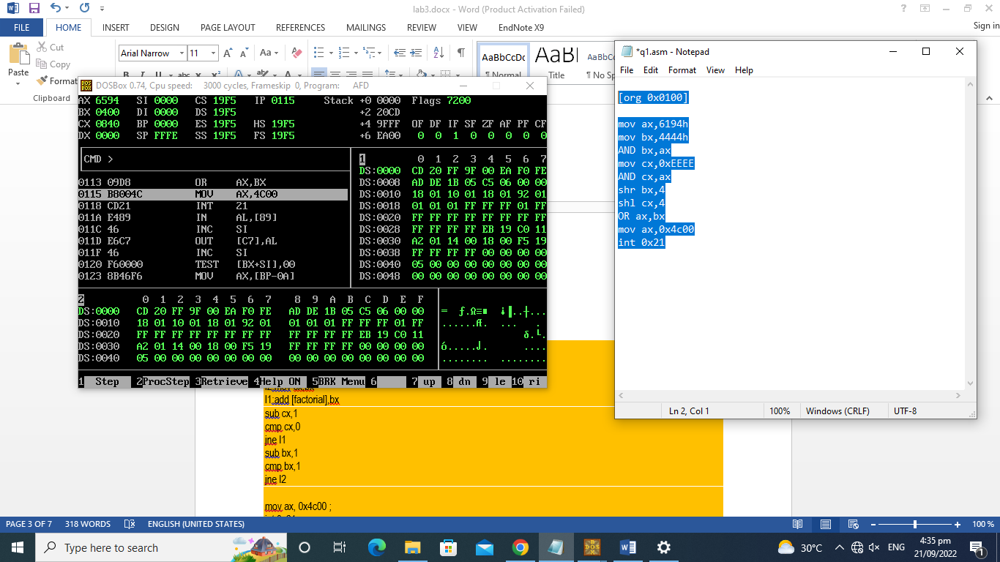 lab3.docx - Word (Product Activation Failed)
FILE HOME INSERT DESIGN PAGE LAYOUT REFERENCES MAILINGS REVIEW VIEW EndNote X9 Sign in
Paste
Cut
Copy
Format
Clipboard
Arial Narrow 11
AaBbCcDc AaBl AaBbCc
¶ Normal Title ¶ No Sp
DOSBox 0.74, Cpu speed: 3000 cycles, Frameskip 0, Program: AFD
AX 6594 SI 0000 CS 19F5 IP 0115 Stack +0 0000 Flags 7200
BX 0400 DI 0000 DS 19F5 +2 20CD
CX 0840 BP 0000 ES 19F5 HS 19F5 +4 9FFF OF DF IF SF ZF AF PF CF
DX 0000 SP FFFE SS 19F5 FS 19F5 +6 EA00 0 0 1 0 0 0 0 0
CMD >
0113 09D8 OR AX,BX
0115 B8004C MOV AX,4C00
0118 CD21 INT 21
011A E489 IN AL,[89]
011C 46 INC SI
011D E6C7 OUT [C7],AL
011F 46 INC SI
0120 F60000 TEST [BX+SI],00
0123 8B46F6 MOV AX,[BP-0A]
1 0 1 2 3 4 5 6 7
DS:0000 CD 20 FF 9F 00 EA F0 FE
DS:0008 AD DE 1B 05 C5 06 00 00
DS:0010 18 01 10 01 18 01 92 01
DS:0018 01 01 01 FF FF FF 01 FF
DS:0020 FF FF FF FF FF FF FF FF
DS:0028 FF FF FF FF EB 19 C0 11
DS:0030 A2 01 14 00 18 00 F5 19
DS:0038 FF FF FF FF 00 00 00 00
DS:0040 05 00 00 00 00 00 00 00
DS:0048 00 00 00 00 00 00 00 00
2 0 1 2 3 4 5 6 7 8 9 A B C D E F
DS:0000 CD 20 FF 9F 00 EA F0 FE AD DE 1B 05 C5 06 00 00
DS:0010 18 01 10 01 18 01 92 01 01 01 01 FF FF FF 01 FF
DS:0020 FF FF FF FF FF FF FF FF FF FF FF FF EB 19 C0 11
DS:0030 A2 01 14 00 18 00 F5 19 FF FF FF FF 00 00 00 00
DS:0040 05 00 00 00 00 00 00 00 00 00 00 00 00 00 00 00
1 Step 2ProcStep 3Retrieve 4Help ON 5BRK Menu 6 7 up 8 dn 9 le 10 ri
*q1.asm - Notepad
File Edit Format View Help
[org 0x0100]
mov ax,6194h
mov bx,4444h
AND bx,ax
mov cx,0xEEEE
AND cx,ax
shr bx,4
shl cx,4
OR ax,bx
mov ax,0x4c00
int 0x21
Ln 2, Col 1 100% Windows (CRLF) UTF-8
l1:add [factorial],bx
sub cx,1
cmp cx,0
jne l1
sub bx,1
cmp bx,1
jne l2
mov ax, 0x4c00 ;
PAGE 3 OF 7 318 WORDS ENGLISH (UNITED STATES) 100 %
Type here to search
30°C ENG 4:35 pm
21/09/2022
1